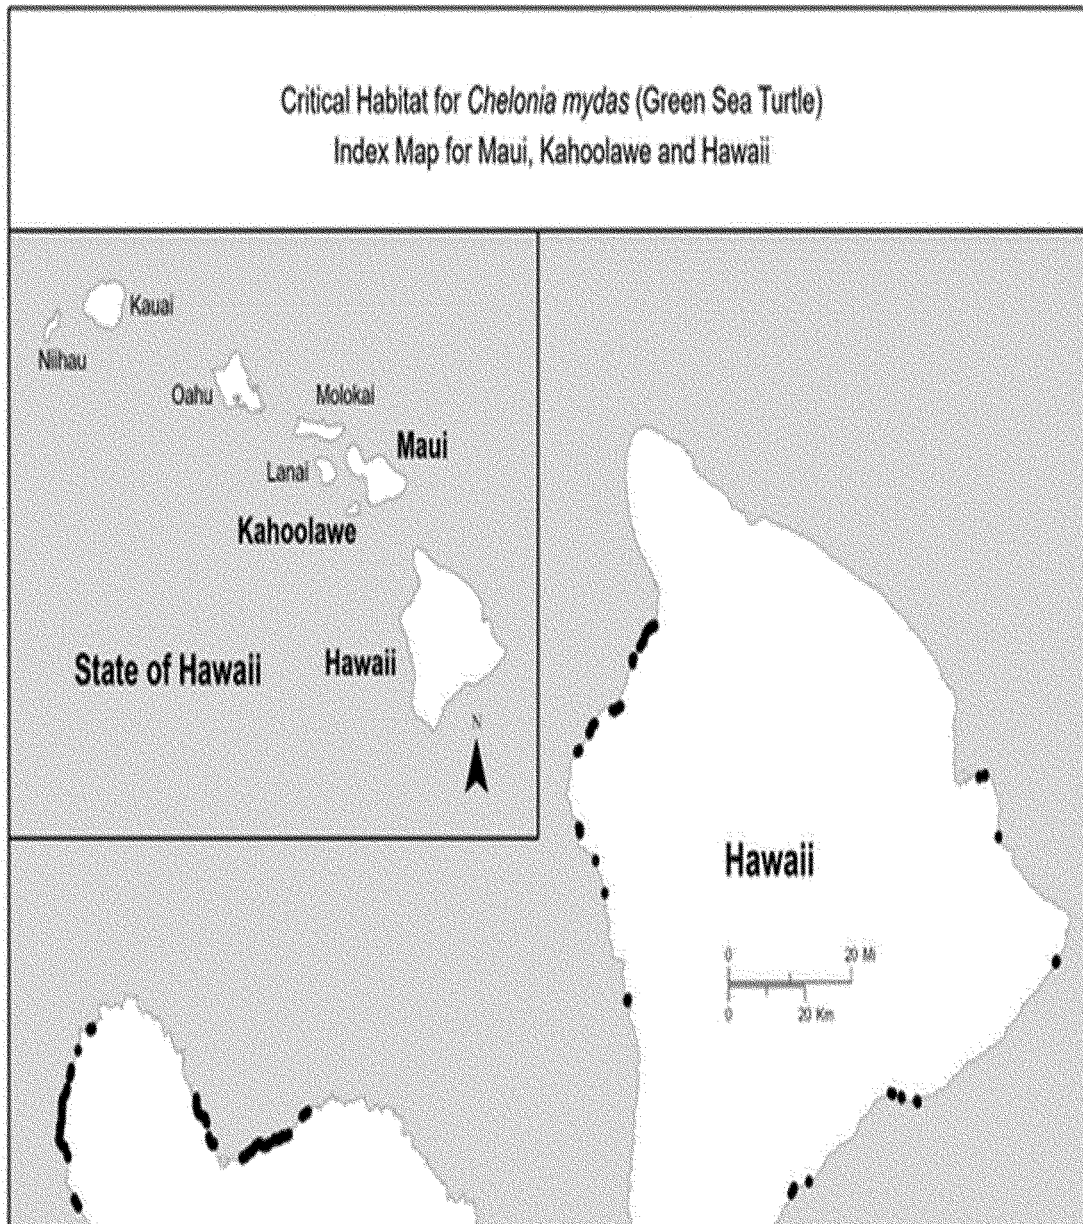 Critical Habitat for Chelonia mydas (Green Sea Turtle)
Index Map for Maui, Kahoolawe and Hawaii
Kauai
Niihau
Oahu
Molokai
Maui
Lanai
Kahoolawe
State of Hawaii
Hawaii
N
Hawaii
0
20 Mi
0
20 Km